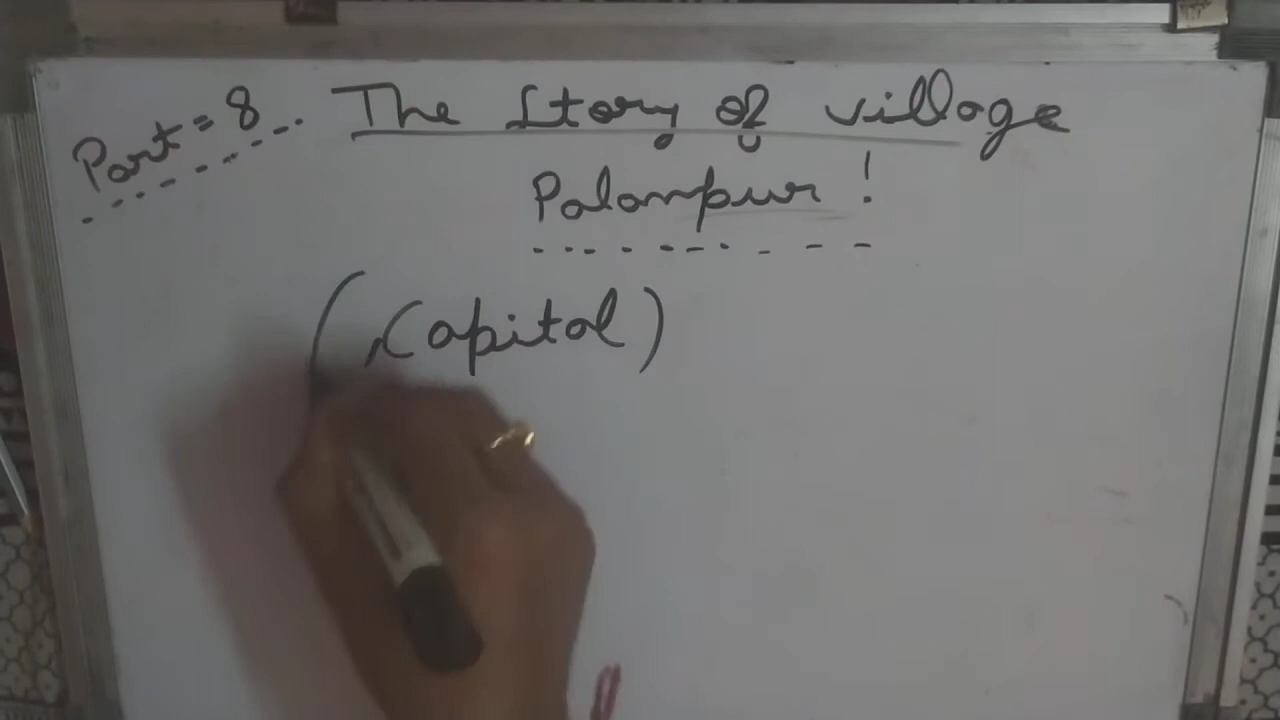 Part = 8
The Story of village
Palampur !
(Capital)